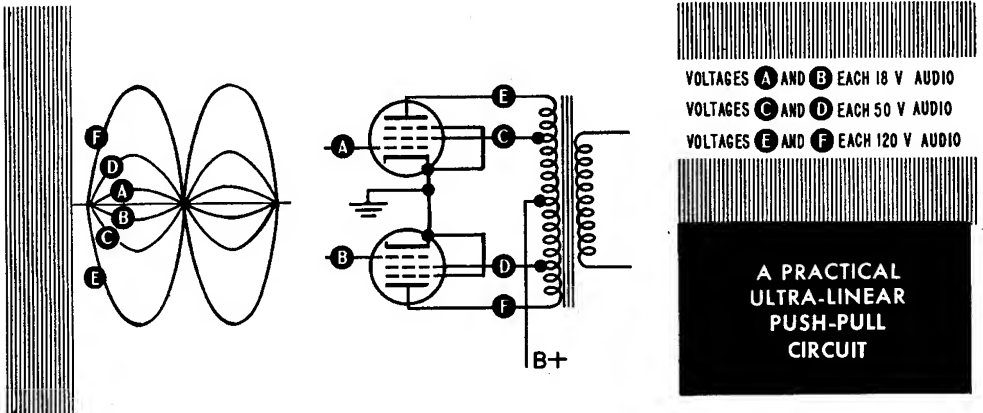 F
D
A
B
C
E
A
B
E
C
D
F
B+
VOLTAGES A AND B EACH 18 V AUDIO
VOLTAGES C AND D EACH 50 V AUDIO
VOLTAGES E AND F EACH 120 V AUDIO
A PRACTICAL
ULTRA-LINEAR
PUSH-PULL
CIRCUIT